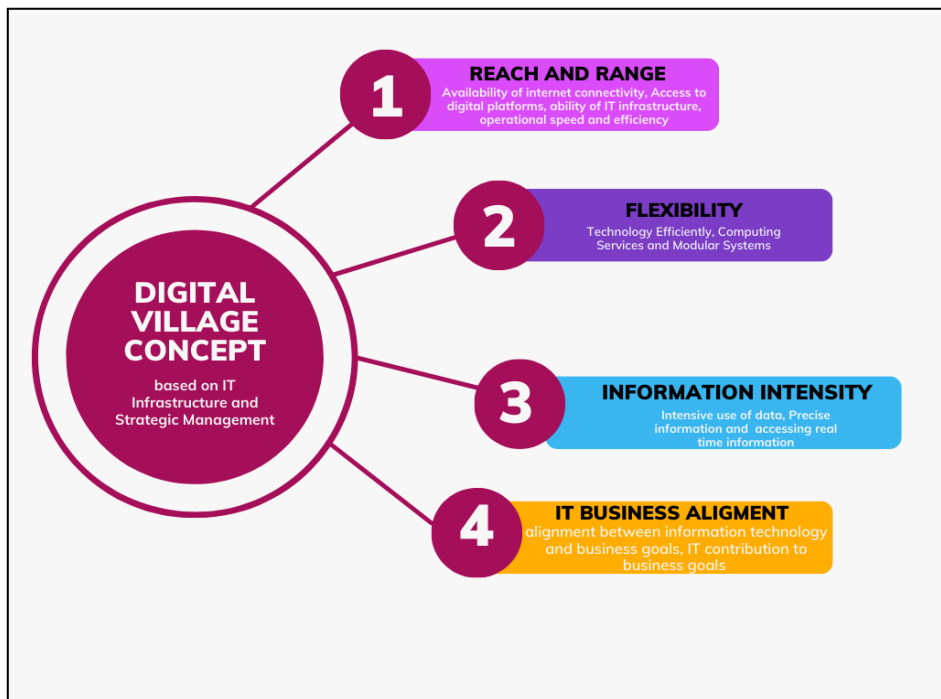 DIGITAL
VILLAGE
CONCEPT
based on IT
Infrastructure and
Strategic Management
1
REACH AND RANGE
Availability of internet connectivity, Access to
digital platforms, ability of IT infrastructure,
operational speed and efficiency
2
FLEXIBILITY
Technology Efficiently, Computing
Services and Modular Systems
3
INFORMATION INTENSITY
Intensive use of data, Precise
information and accessing real
time information
4
IT BUSINESS ALIGMENT
alignment between information technology
and business goals, IT contribution to
business goals